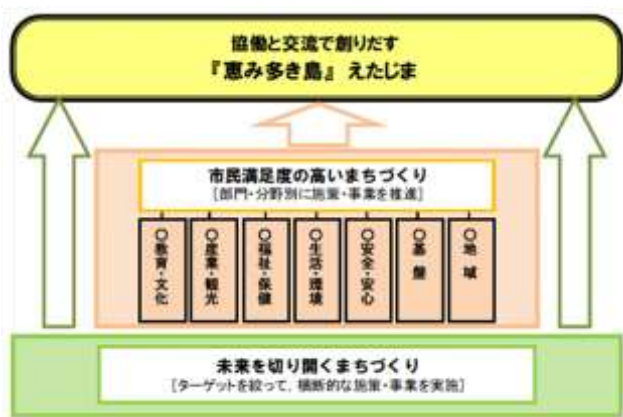 協働と交流で創りだす
『恵み多き島』 えたじま
市民満足度の高いまちづくり
[部門・分野別に施策・事業を推進]
○教育・文化
○産業・観光
○福祉・保健
○生活・環境
○安全・安心
○基盤
○地域
未来を切り開くまちづくり
[ターゲットを絞って，横断的な施策・事業を実施]